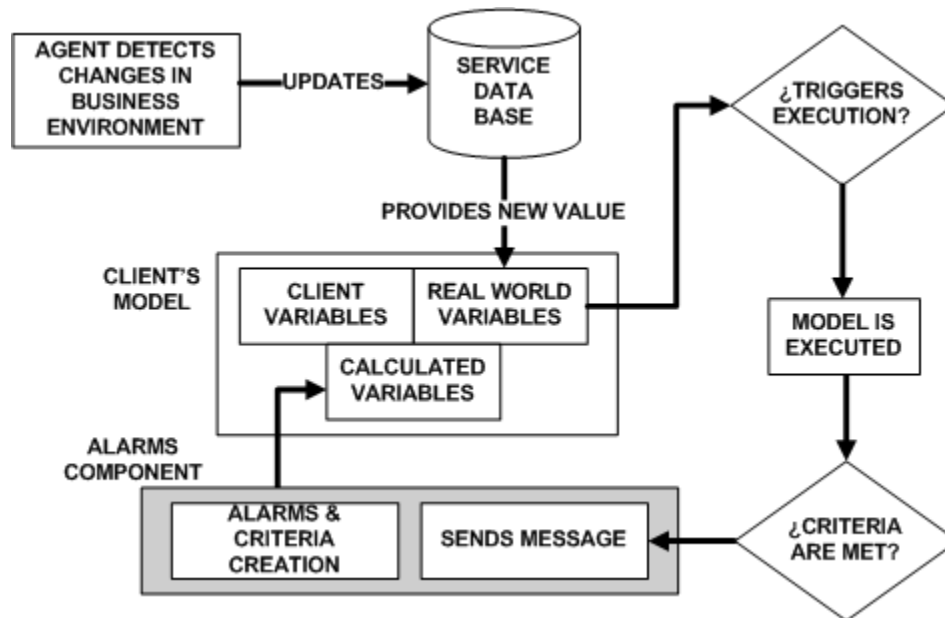 AGENT DETECTS
CHANGES IN
BUSINESS
ENVIRONMENT
UPDATES
SERVICE
DATA
BASE
¿TRIGGERS
EXECUTION?
PROVIDES NEW VALUE
CLIENT'S
MODEL
CLIENT
VARIABLES
REAL WORLD
VARIABLES
CALCULATED
VARIABLES
MODEL IS
EXECUTED
ALARMS
COMPONENT
ALARMS &
CRITERIA
CREATION
SENDS MESSAGE
¿CRITERIA
ARE MET?